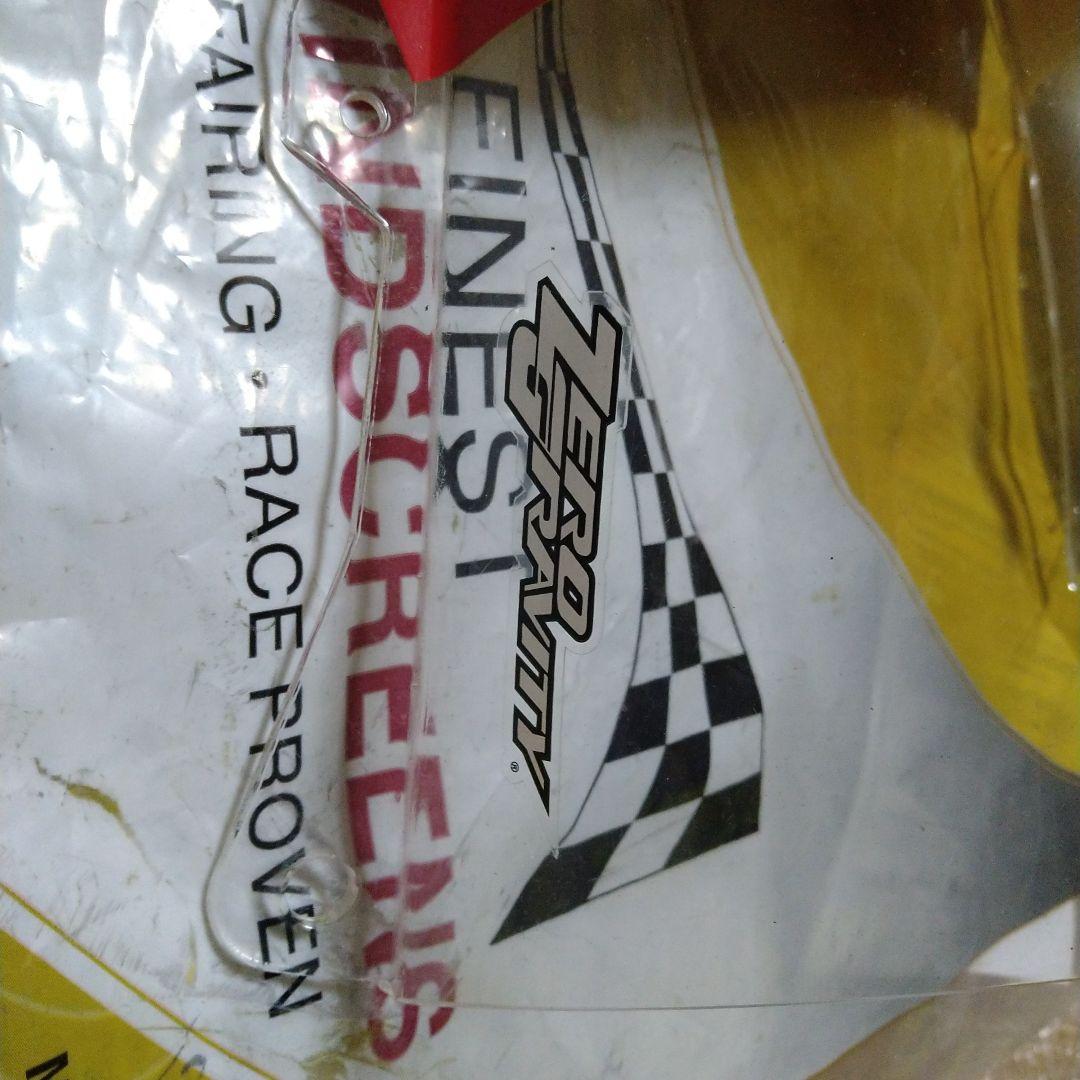 FINEST
WINDSCREENS
FAIRING · RACE PROVEN
ZERO
GRAVITY®